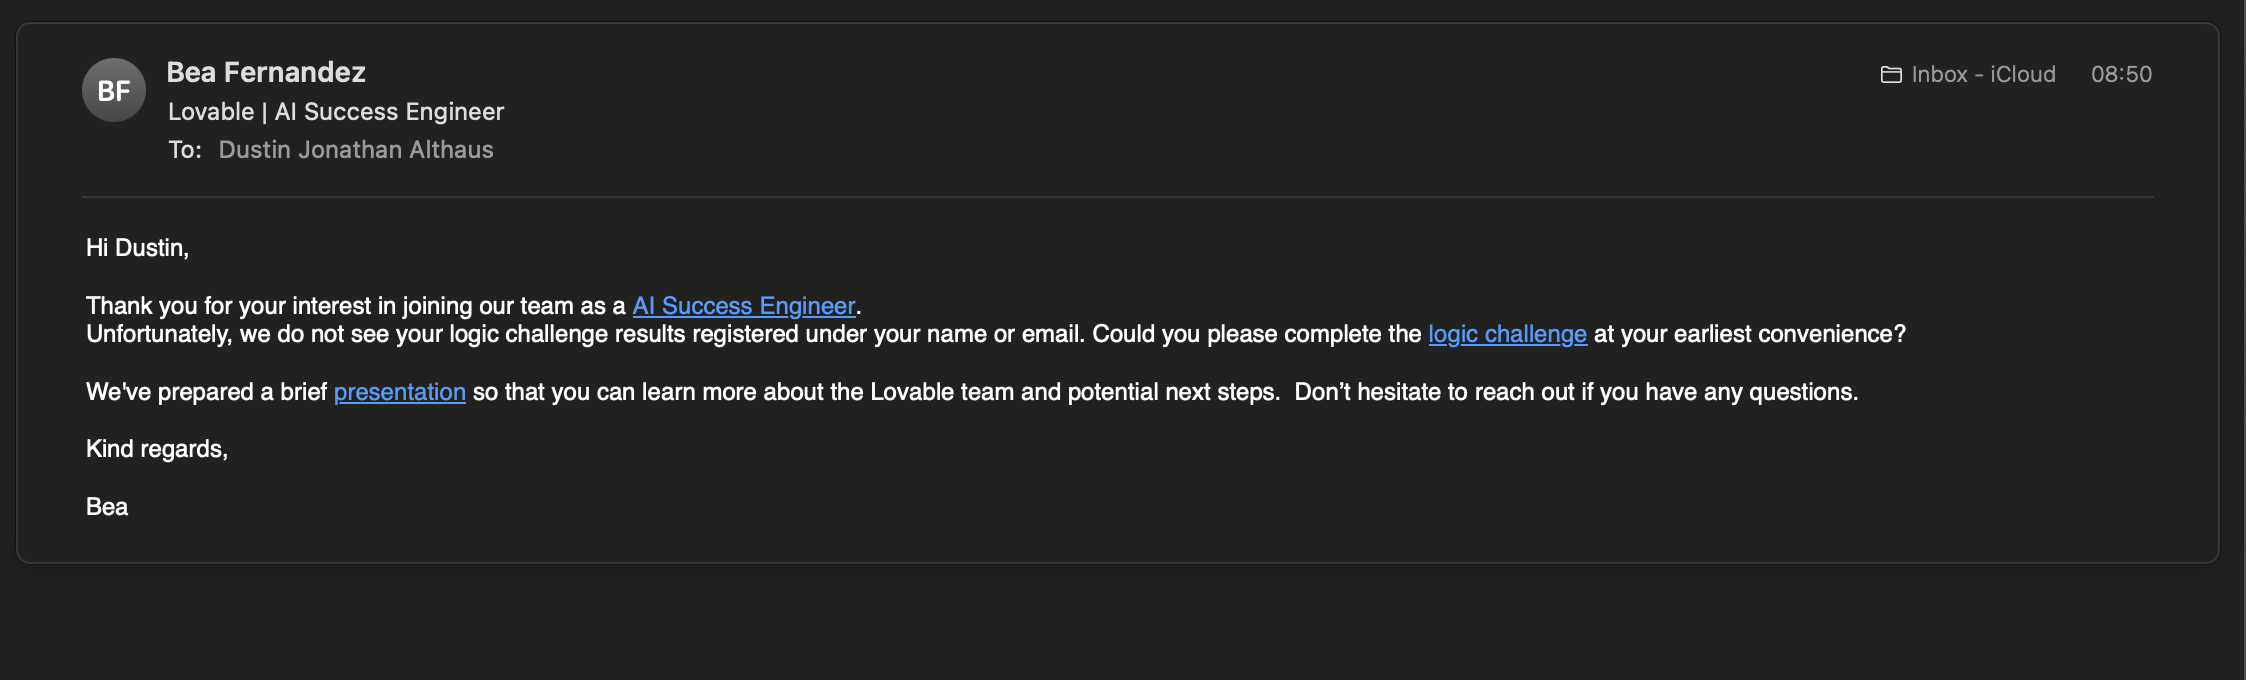 BF
Bea Fernandez
Inbox - iCloud 08:50
Lovable | AI Success Engineer
To: Dustin Jonathan Althaus
Hi Dustin,
Thank you for your interest in joining our team as a AI Success Engineer.
Unfortunately, we do not see your logic challenge results registered under your name or email. Could you please complete the logic challenge at your earliest convenience?
We've prepared a brief presentation so that you can learn more about the Lovable team and potential next steps.  Don’t hesitate to reach out if you have any questions.
Kind regards,
Bea